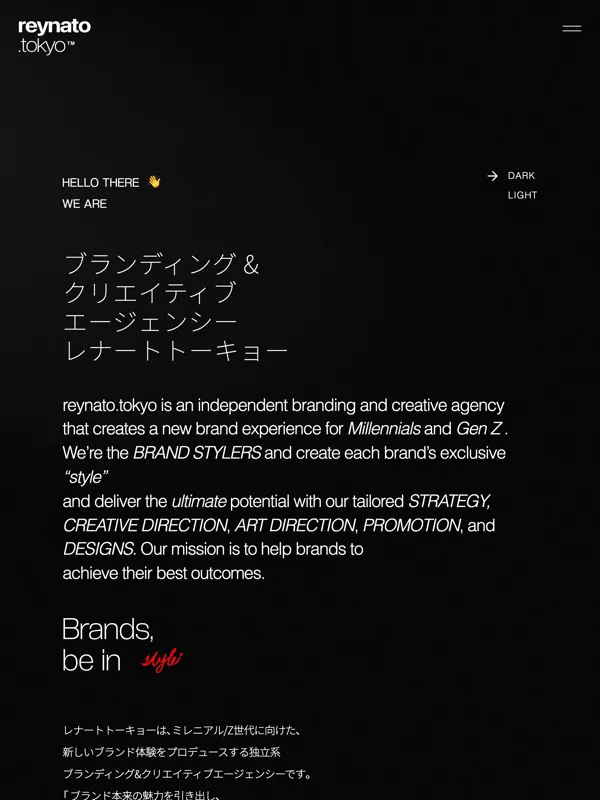 reynato
.tokyo™
HELLO THERE 👋
WE ARE
→ DARK
LIGHT
ブランディング &
クリエイティブ
エージェンシー
レナートトーキョー
reynato.tokyo is an independent branding and creative agency
that creates a new brand experience for Millennials and Gen Z .
We’re the BRAND STYLERS and create each brand’s exclusive
“style”
and deliver the ultimate potential with our tailored STRATEGY,
CREATIVE DIRECTION, ART DIRECTION, PROMOTION, and
DESIGNS. Our mission is to help brands to
achieve their best outcomes.
Brands,
be in style
レナートトーキョーは、ミレニアル/Z世代に向けた、
新しいブランド体験をプロデュースする独立系
ブランディング&クリエイティブエージェンシーです。
「ブランド本来の魅力を引き出し、